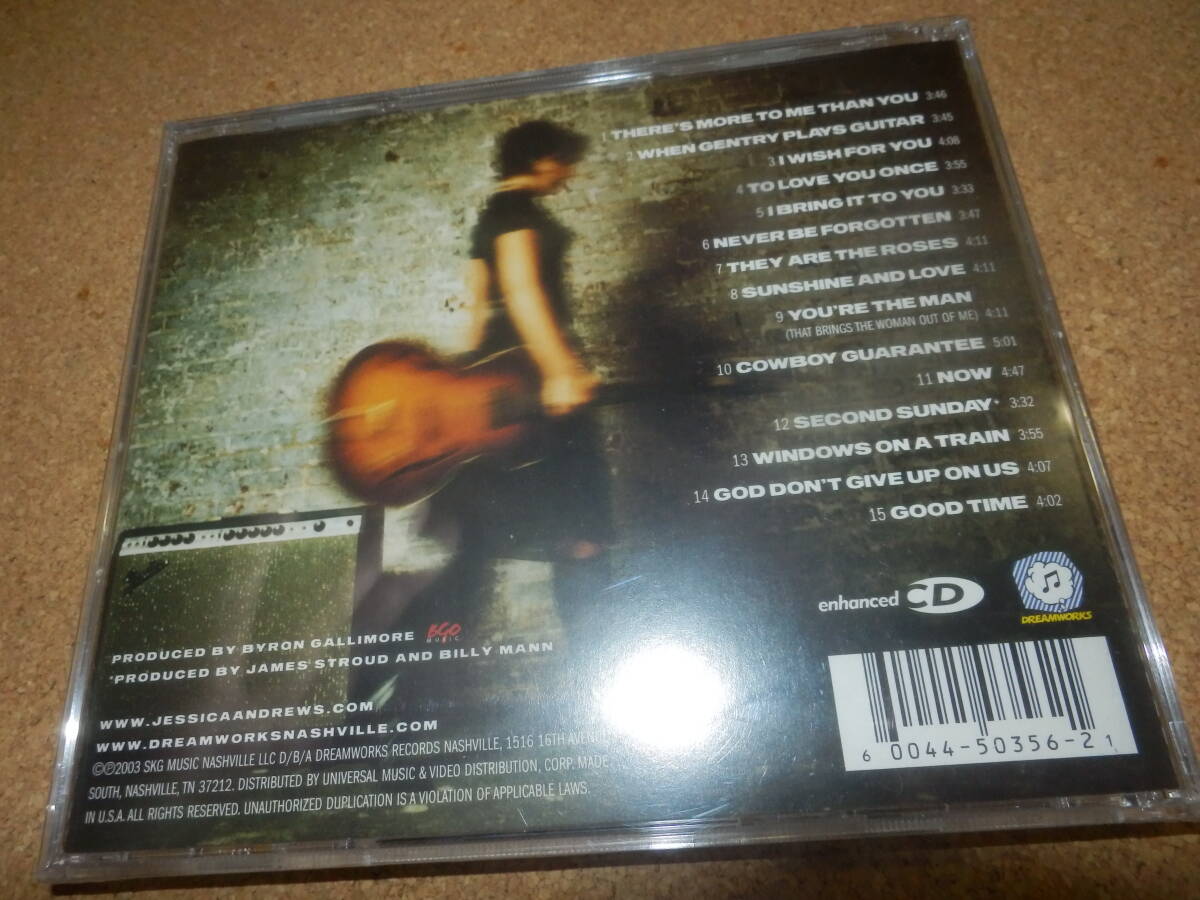 1 THERE'S MORE TO ME THAN YOU 3:46
2 WHEN GENTRY PLAYS GUITAR 3:45
3 I WISH FOR YOU 4:08
4 TO LOVE YOU ONCE 3:55
5 I BRING IT TO YOU 3:33
6 NEVER BE FORGOTTEN 3:47
7 THEY ARE THE ROSES 4:11
8 SUNSHINE AND LOVE 4:11
9 YOU'RE THE MAN
(THAT BRINGS THE WOMAN OUT OF ME) 4:11
10 COWBOY GUARANTEE 5:01
11 NOW 4:47
12 SECOND SUNDAY* 3:32
13 WINDOWS ON A TRAIN 3:55
14 GOD DON'T GIVE UP ON US 4:07
15 GOOD TIME 4:02
enhanced CD
DREAMWORKS
PRODUCED BY BYRON GALLIMORE
MUSIC
*PRODUCED BY JAMES STROUD AND BILLY MANN
WWW.JESSICAANDREWS.COM
WWW.DREAMWORKSNASHVILLE.COM
©℗2003 SKG MUSIC NASHVILLE LLC D/B/A DREAMWORKS RECORDS NASHVILLE, 1516 16TH AVENUE
SOUTH, NASHVILLE, TN 37212. DISTRIBUTED BY UNIVERSAL MUSIC & VIDEO DISTRIBUTION, CORP. MADE
IN U.S.A. ALL RIGHTS RESERVED. UNAUTHORIZED DUPLICATION IS A VIOLATION OF APPLICABLE LAWS.
6 0044-50356-2 1